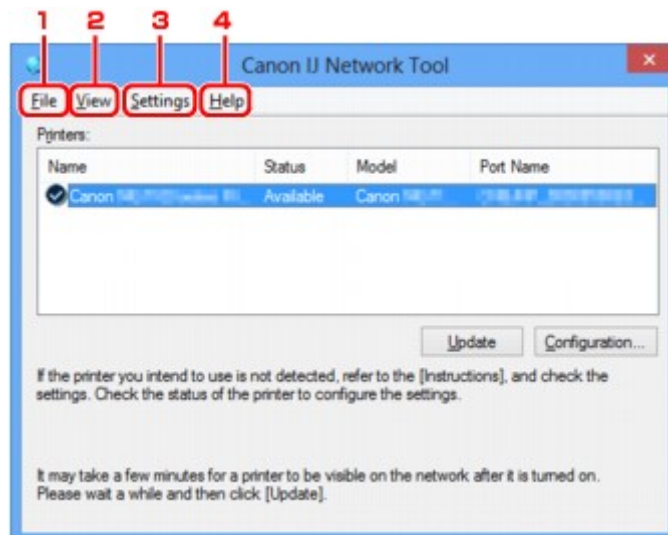 1 2 3 4
Canon IJ Network Tool
File View Settings Help
Printers:
Name Status Model Port Name
Canon Available Canon
Update Configuration...
If the printer you intend to use is not detected, refer to the [Instructions], and check the
settings. Check the status of the printer to configure the settings.
It may take a few minutes for a printer to be visible on the network after it is turned on.
Please wait a while and then click [Update].